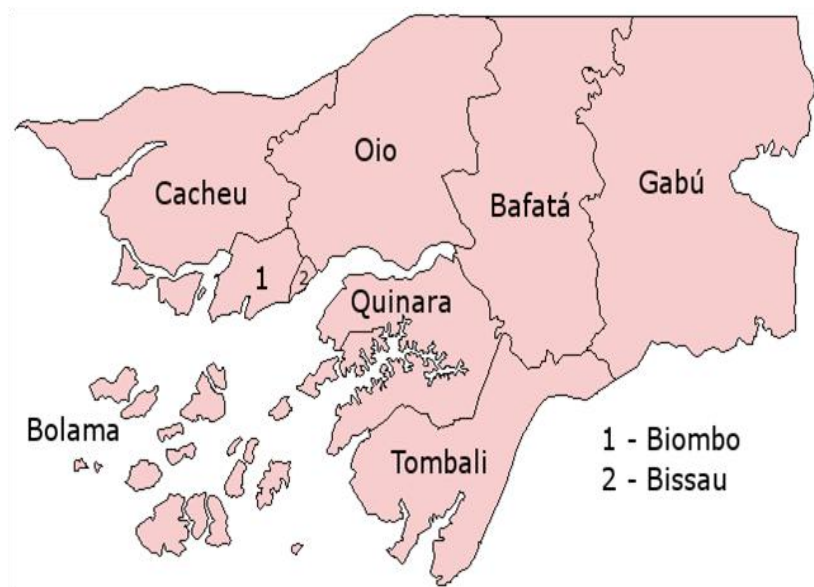 Oio
Cacheu
Bafatá
Gabú
1
2
Quinara
Bolama
Tombali
1 - Biombo
2 - Bissau